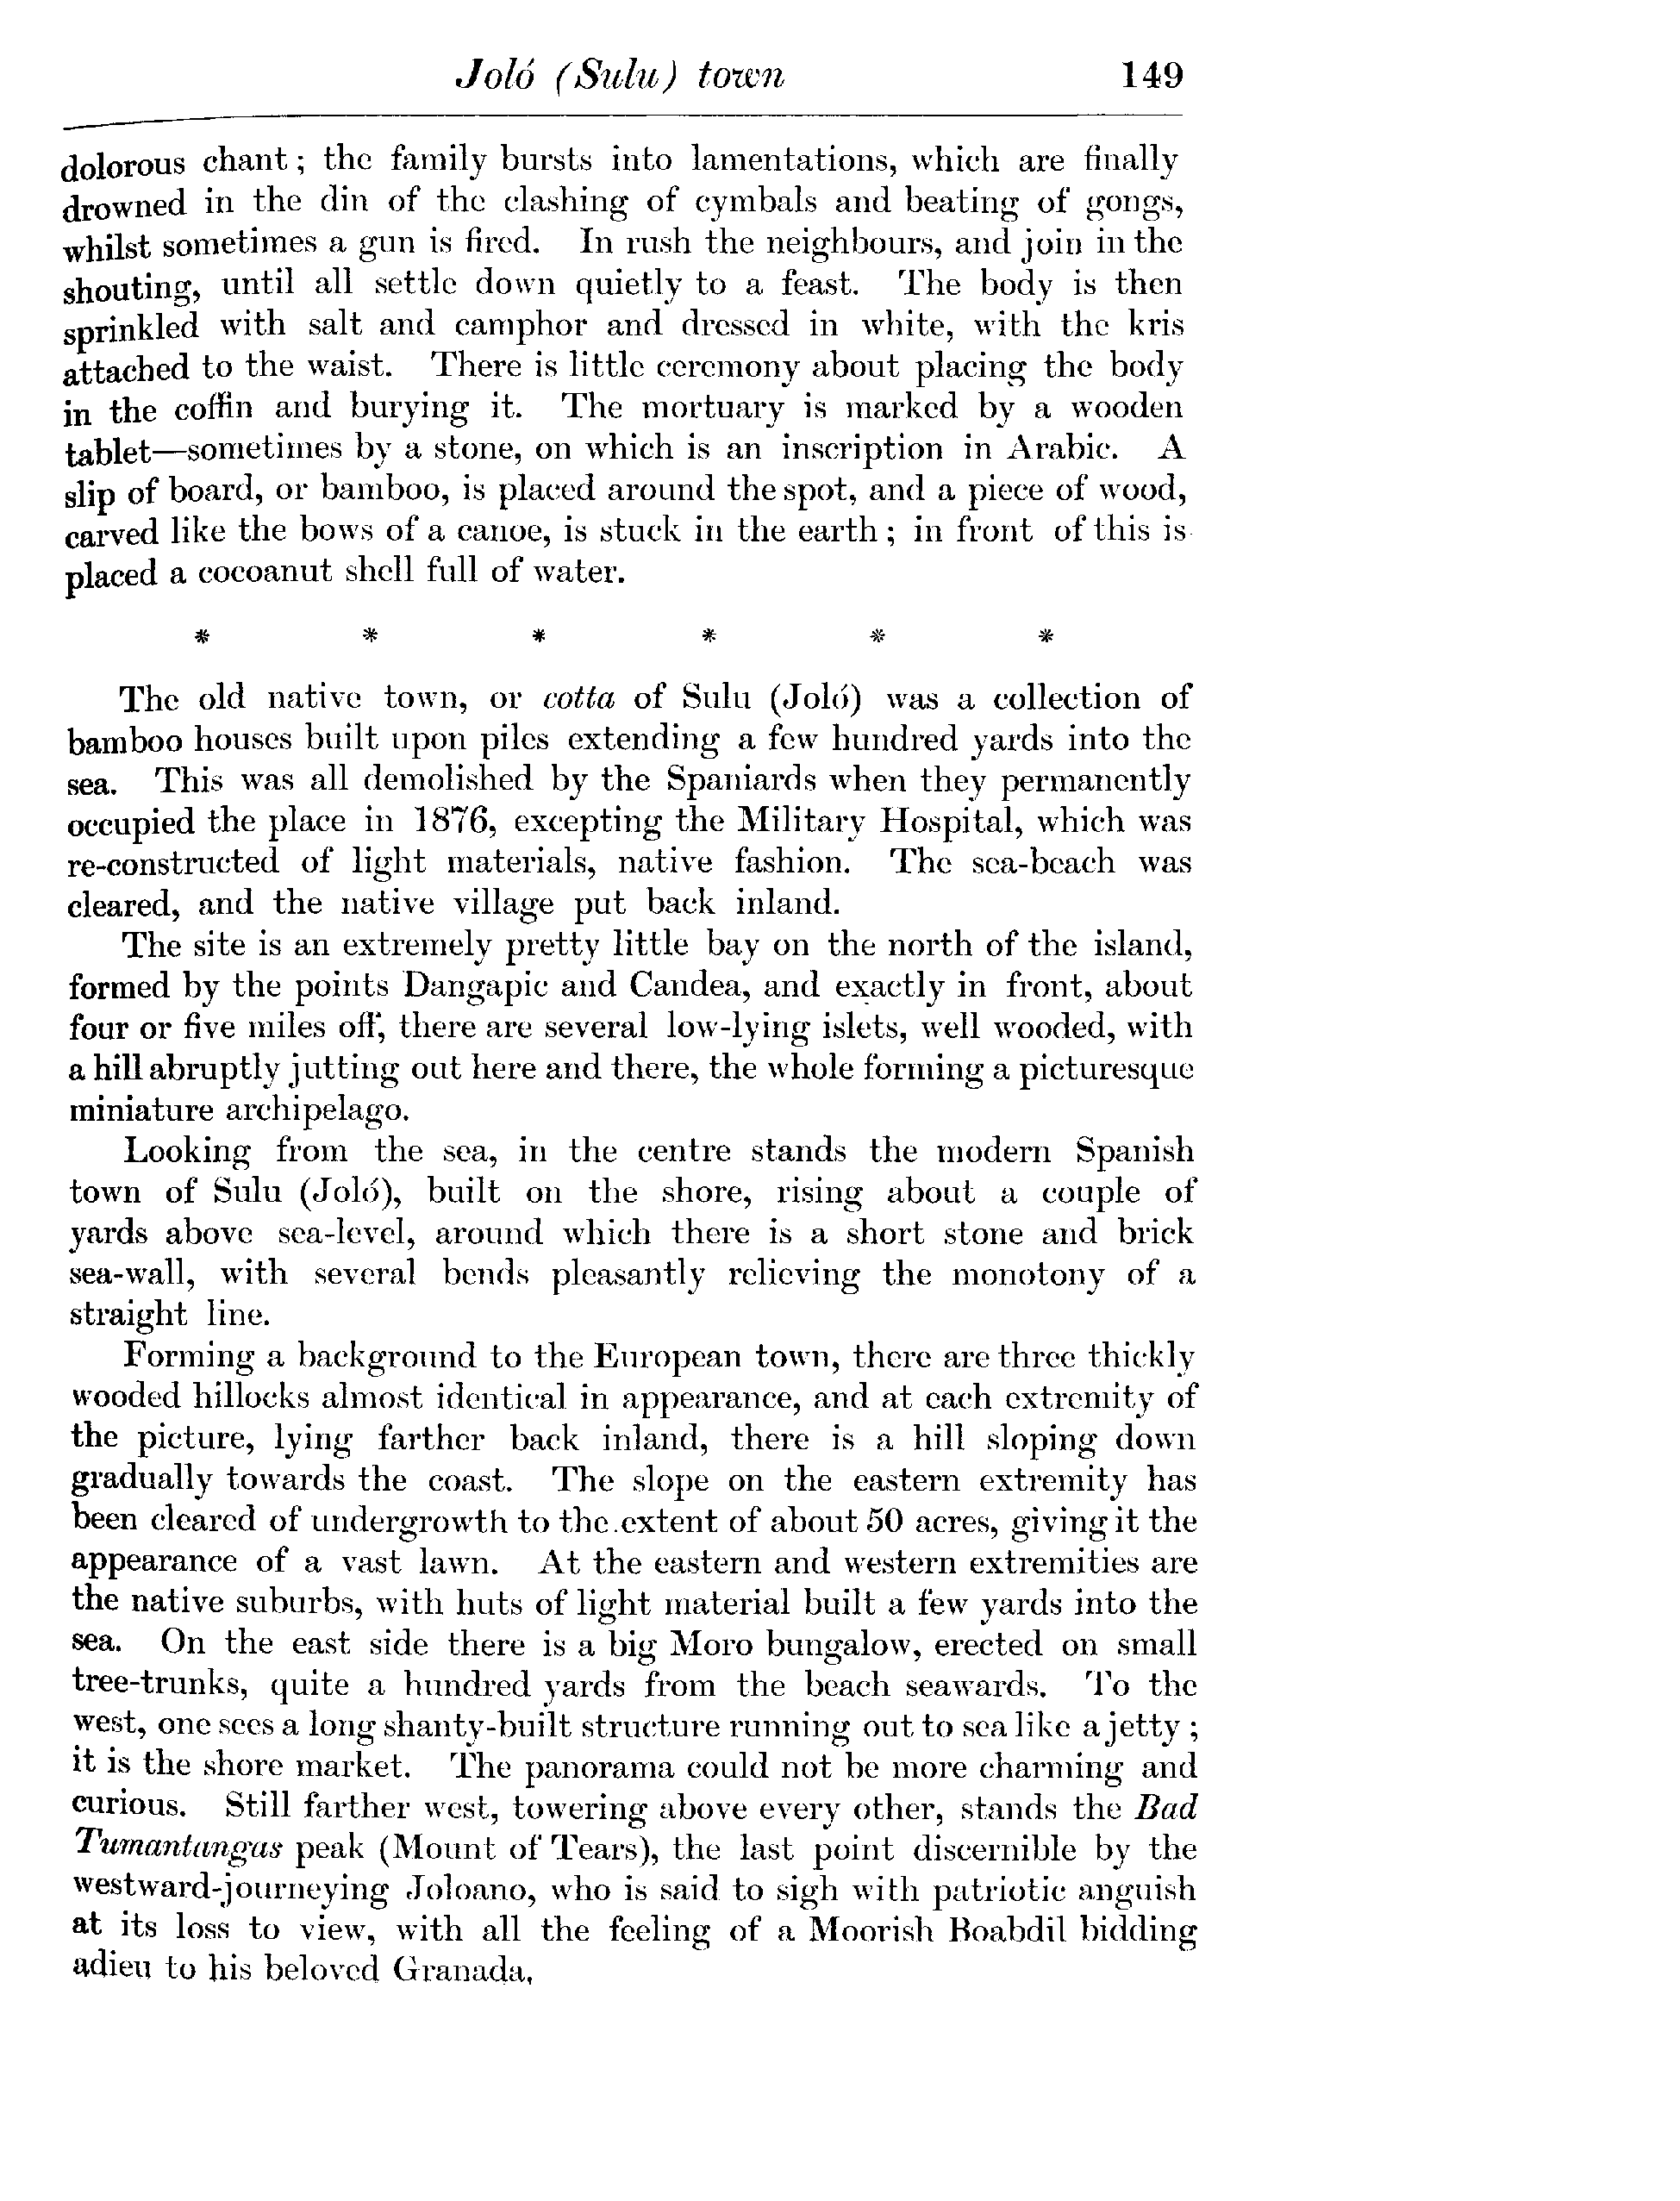 Joló (Sulu) town 149
dolorous chant; the family bursts into lamentations, which are finally
drowned in the din of the clashing of cymbals and beating of gongs,
whilst sometimes a gun is fired. In rush the neighbours, and join in the
shouting, until all settle down quietly to a feast. The body is then
sprinkled with salt and camphor and dressed in white, with the kris
attached to the waist. There is little ceremony about placing the body
in the coffin and burying it. The mortuary is marked by a wooden
tablet—sometimes by a stone, on which is an inscription in Arabic. A
slip of board, or bamboo, is placed around the spot, and a piece of wood,
carved like the bows of a canoe, is stuck in the earth; in front of this is
placed a cocoanut shell full of water.
* * * * * *
The old native town, or cotta of Sulu (Joló) was a collection of
bamboo houses built upon piles extending a few hundred yards into the
sea. This was all demolished by the Spaniards when they permanently
occupied the place in 1876, excepting the Military Hospital, which was
re-constructed of light materials, native fashion. The sea-beach was
cleared, and the native village put back inland.
The site is an extremely pretty little bay on the north of the island,
formed by the points Dangapic and Candea, and exactly in front, about
four or five miles off, there are several low-lying islets, well wooded, with
a hill abruptly jutting out here and there, the whole forming a picturesque
miniature archipelago.
Looking from the sea, in the centre stands the modern Spanish
town of Sulu (Joló), built on the shore, rising about a couple of
yards above sea-level, around which there is a short stone and brick
sea-wall, with several bends pleasantly relieving the monotony of a
straight line.
Forming a background to the European town, there are three thickly
wooded hillocks almost identical in appearance, and at each extremity of
the picture, lying farther back inland, there is a hill sloping down
gradually towards the coast. The slope on the eastern extremity has
been cleared of undergrowth to the extent of about 50 acres, giving it the
appearance of a vast lawn. At the eastern and western extremities are
the native suburbs, with huts of light material built a few yards into the
sea. On the east side there is a big Moro bungalow, erected on small
tree-trunks, quite a hundred yards from the beach seawards. To the
west, one sees a long shanty-built structure running out to sea like a jetty;
it is the shore market. The panorama could not be more charming and
curious. Still farther west, towering above every other, stands the Bad
Tumantangas peak (Mount of Tears), the last point discernible by the
westward-journeying Joloano, who is said to sigh with patriotic anguish
at its loss to view, with all the feeling of a Moorish Boabdil bidding
adieu to his beloved Granada,